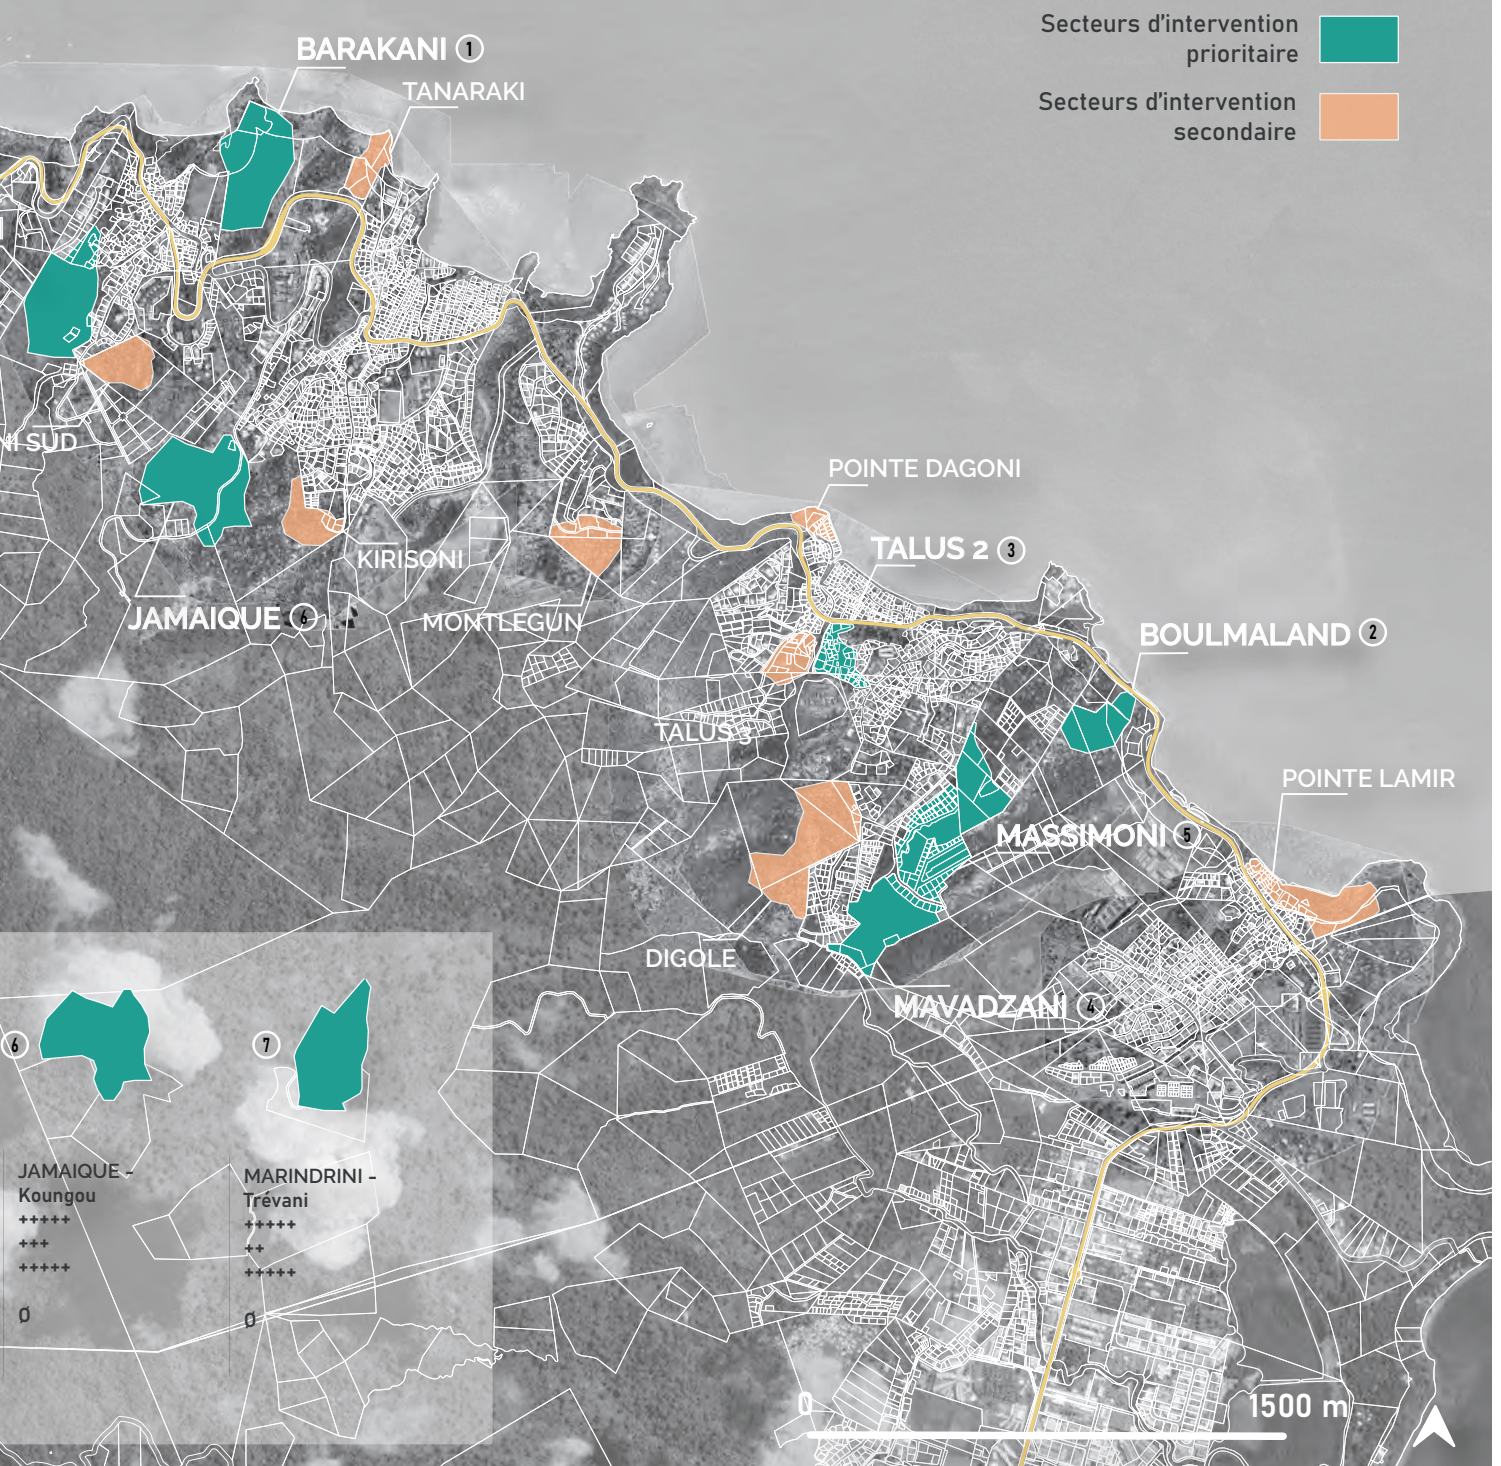 Secteurs d'intervention
prioritaire
Secteurs d'intervention
secondaire
BARAKANI 1
TANARAKI
NI SUD
POINTE DAGONI
TALUS 2 3
KIRISONI
JAMAIQUE 6
MONTLEGUN
BOULMALAND 2
TALUS 3
POINTE LAMIR
MASSIMONI 5
DIGOLE
MAVADZANI 4
6
7
JAMAIQUE -
Koungou
+++++
+++
+++++
Ø
MARINDRINI -
Trévani
+++++
++
+++++
Ø
0
1500 m